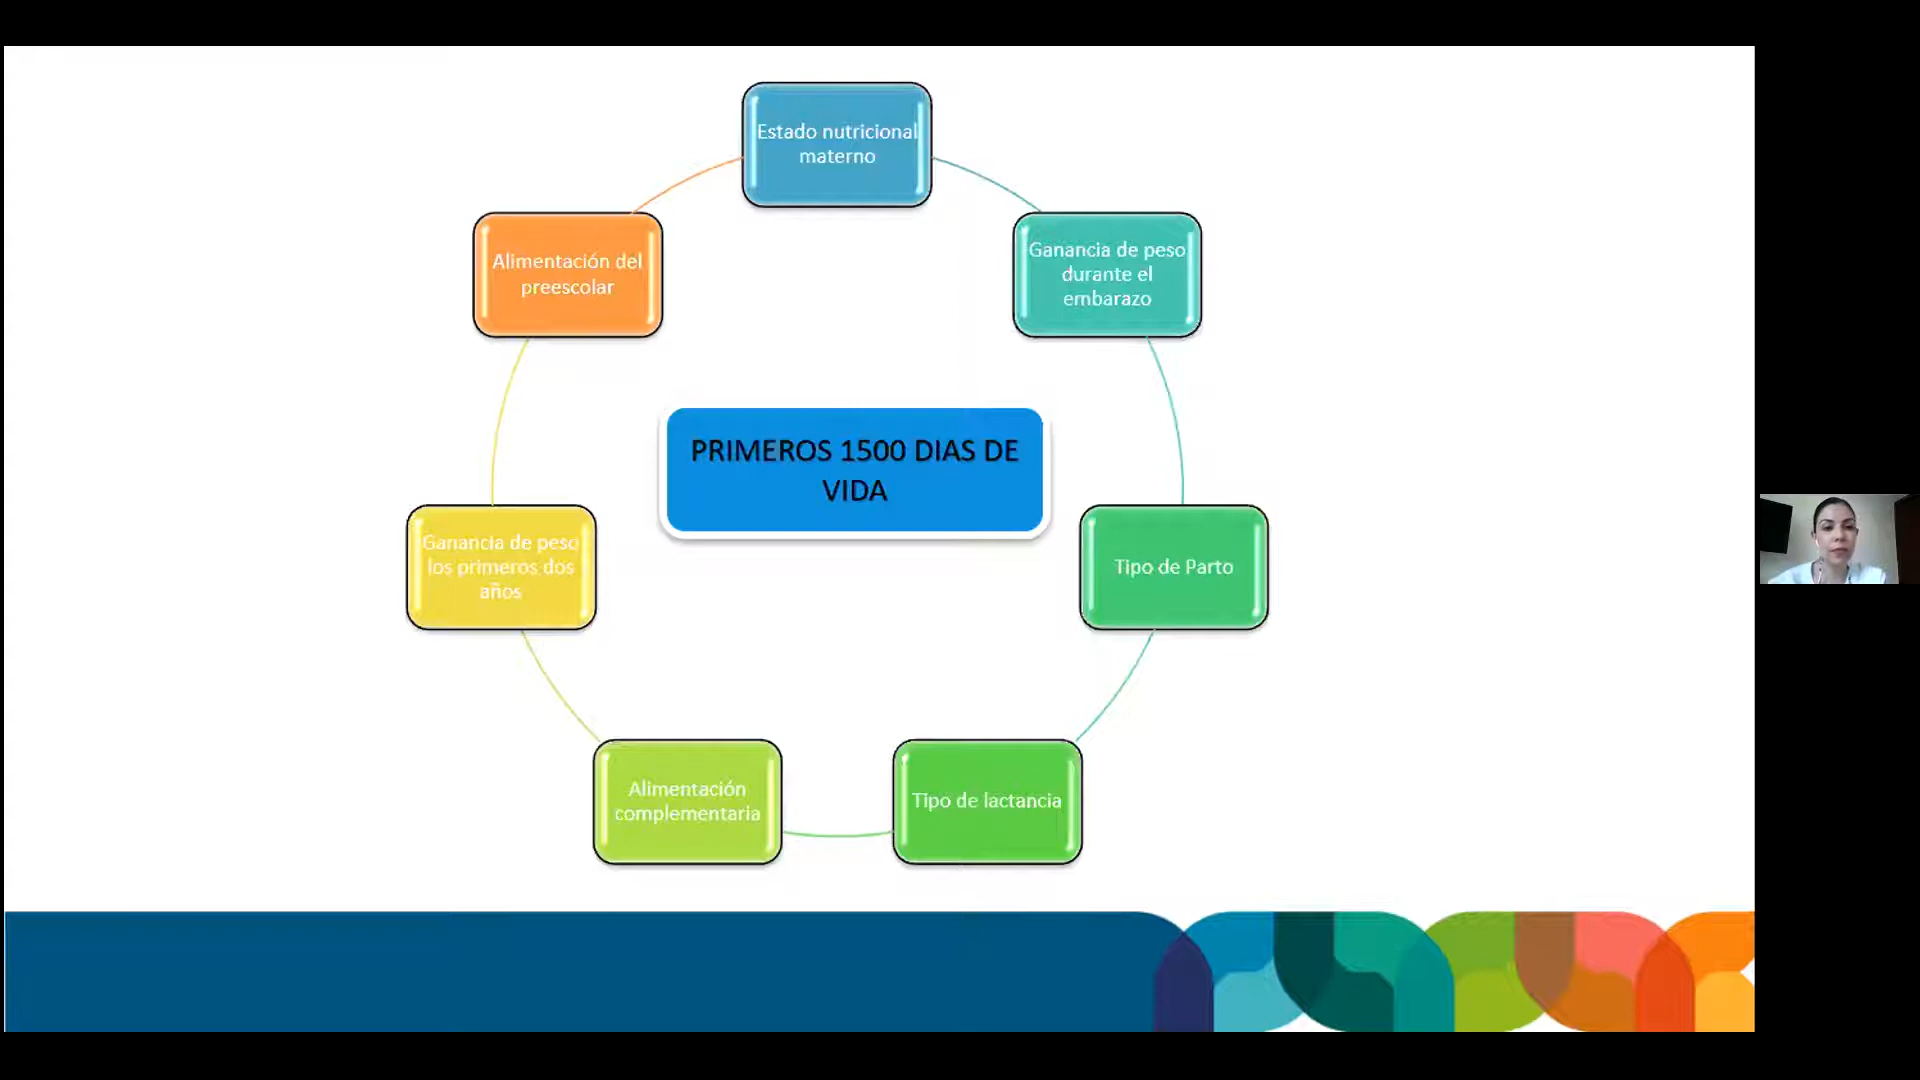 Estado nutricional
materno
Ganancia de peso
durante el
embarazo
Tipo de Parto
Tipo de lactancia
Alimentación
complementaria
Ganancia de peso
los primeros dos
años
Alimentación del
preescolar
PRIMEROS 1500 DIAS DE
VIDA